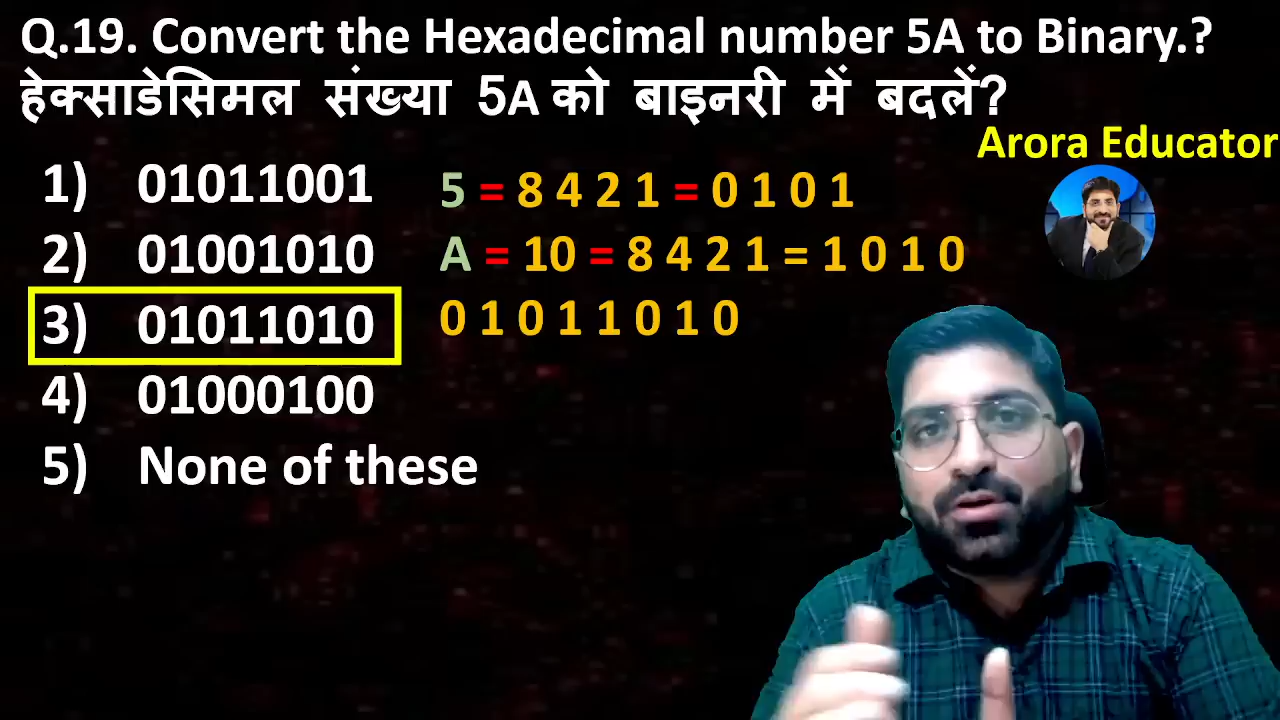 Q.19. Convert the Hexadecimal number 5A to Binary.?
हेक्साडेसिमल संख्या 5A को बाइनरी में बदलें?
Arora Educator
1) 01011001
2) 01001010
3) 01011010
4) 01000100
5) None of these
5 = 8 4 2 1 = 0 1 0 1
A = 10 = 8 4 2 1 = 1 0 1 0
0 1 0 1 1 0 1 0